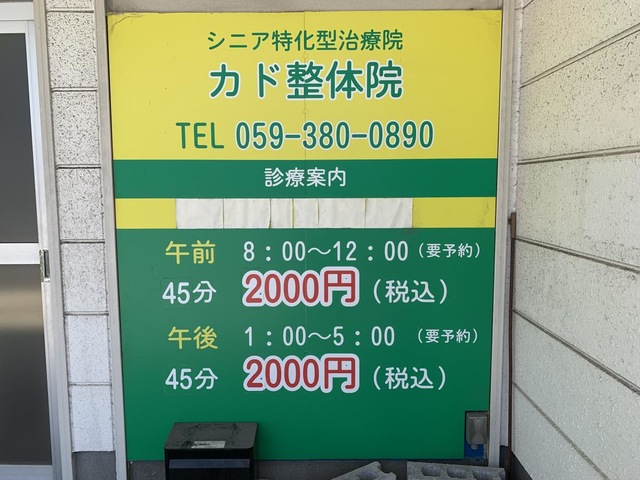 シニア特化型治療院
カド整体院
TEL 059-380-0890
診療案内
午前 8：00～12：00（要予約）
45分 2000円（税込）
午後 1：00～5：00（要予約）
45分 2000円（税込）